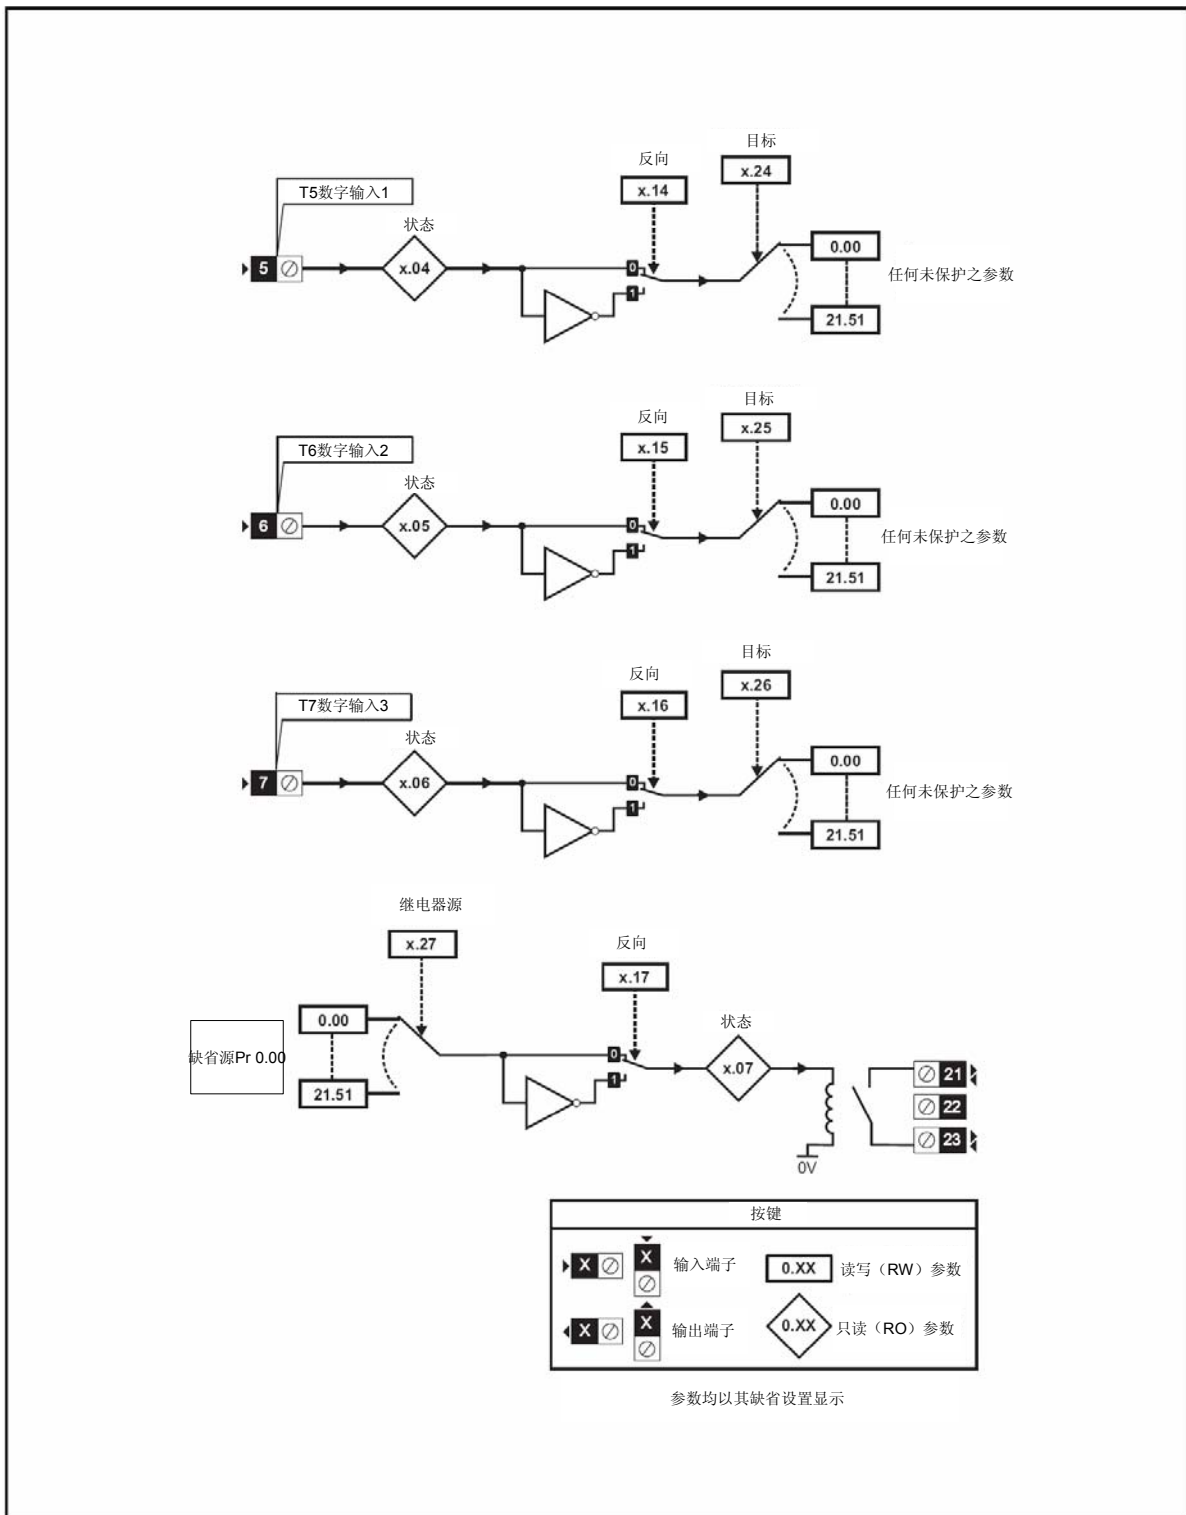 目标
反向
x.24
x.14
T5数字输入1
状态
0.00
5
x.04
0
任何未保护之参数
1
21.51
目标
反向
x.25
x.15
T6数字输入2
状态
0.00
6
x.05
0
任何未保护之参数
1
21.51
目标
反向
x.26
x.16
T7数字输入3
状态
0.00
7
x.06
0
任何未保护之参数
1
21.51
继电器源
x.27
反向
x.17
0.00
状态
缺省源Pr 0.00
0
x.07
21
1
21.51
22
23
0V
按键
X
X
输入端子
0.XX
读写（RW）参数
X
X
输出端子
0.XX
只读（RO）参数
参数均以其缺省设置显示